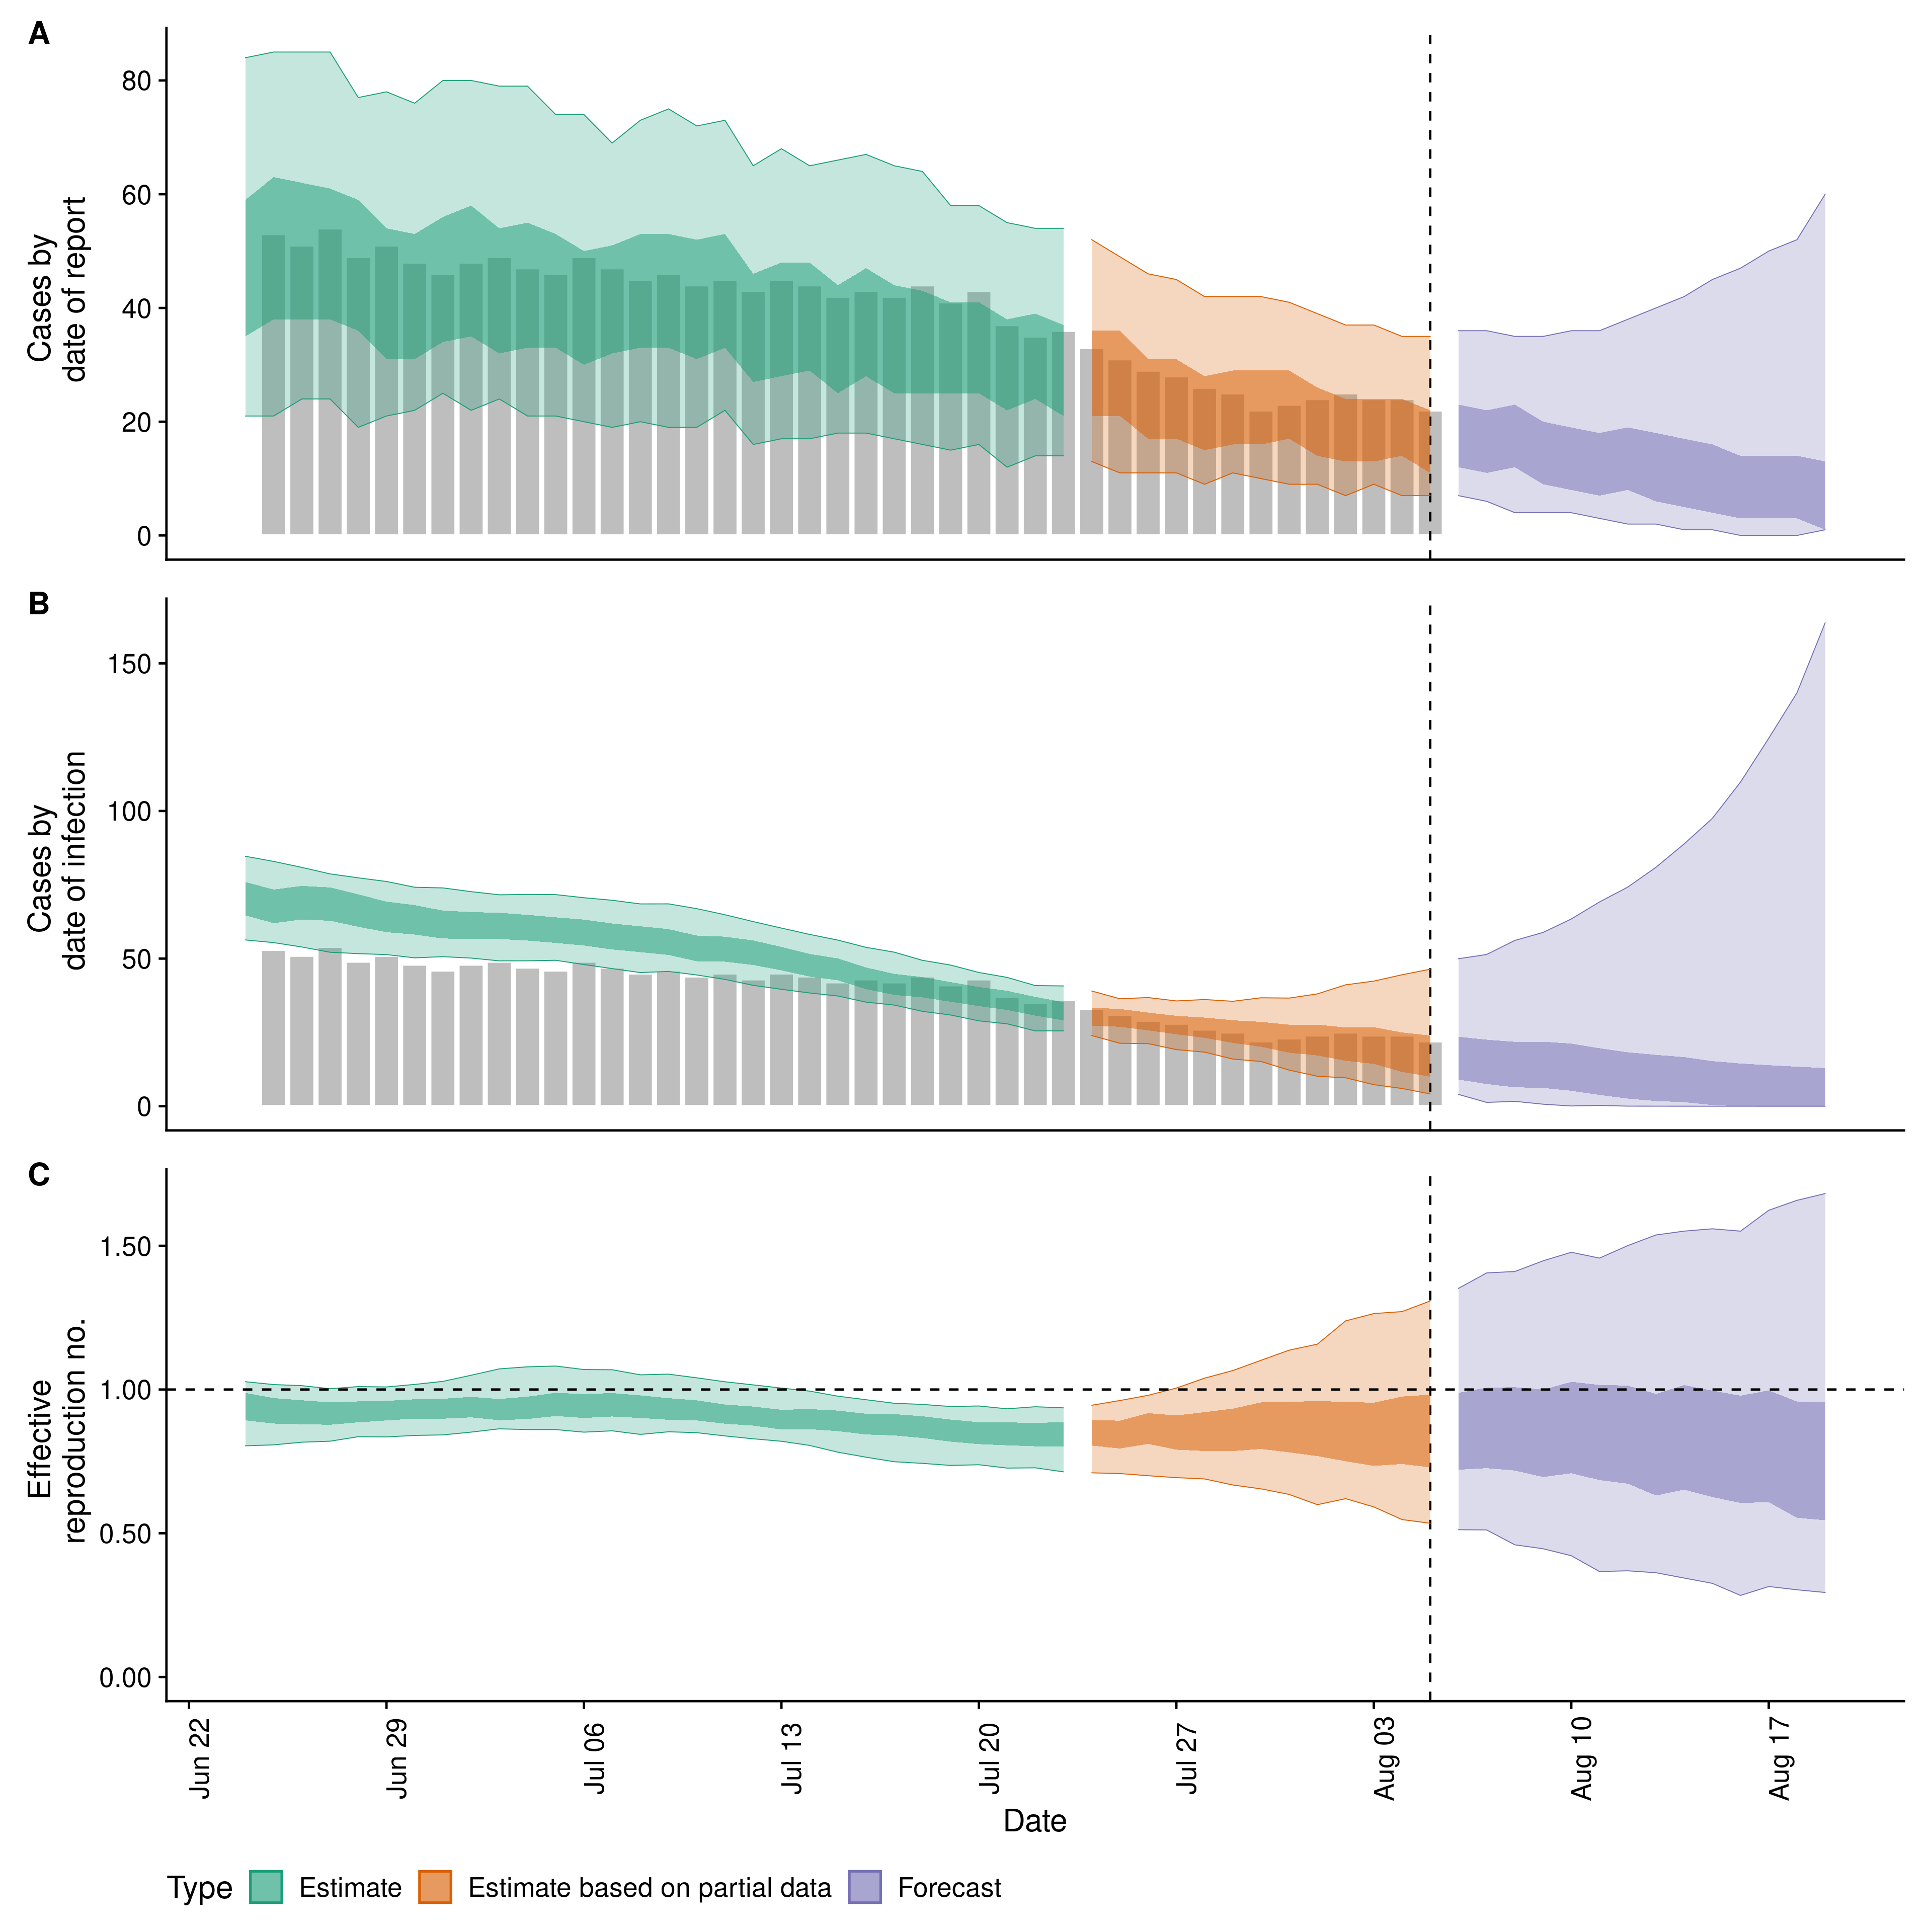 A
80
60
40
20
0
Cases by
date of report
B
150
100
50
0
Cases by
date of infection
C
1.50
1.00
0.50
0.00
Effective
reproduction no.
Jun 22
Jun 29
Jul 06
Jul 13
Jul 20
Jul 27
Aug 03
Aug 10
Aug 17
Date
Type Estimate Estimate based on partial data Forecast